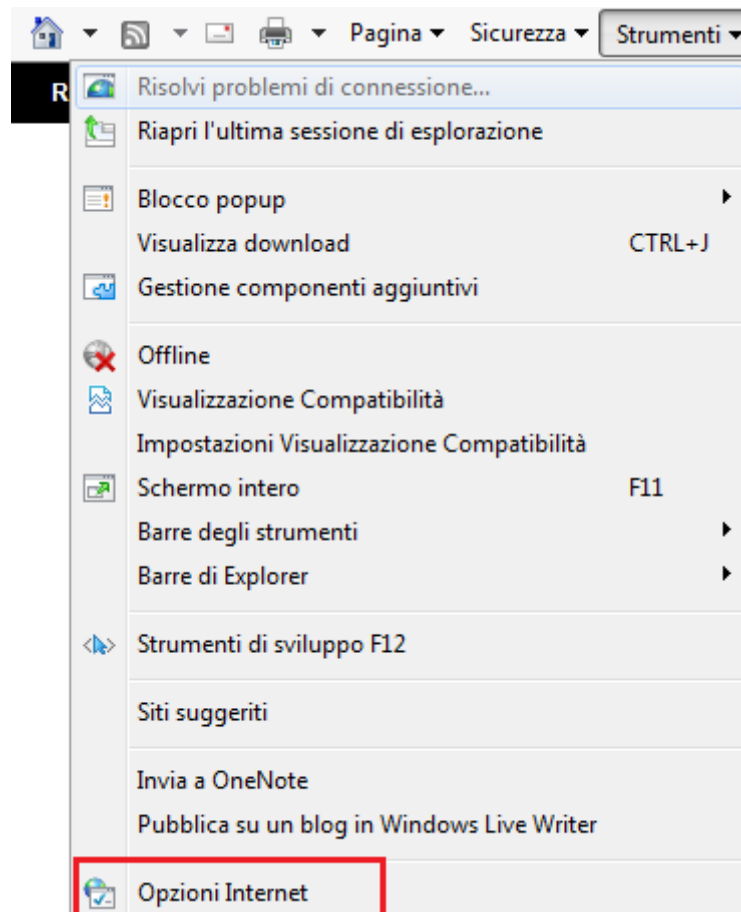 Pagina Sicurezza Strumenti
R
Risolvi problemi di connessione...
Riapri l'ultima sessione di esplorazione
Blocco popup
Visualizza download CTRL+J
Gestione componenti aggiuntivi
Offline
Visualizzazione Compatibilità
Impostazioni Visualizzazione Compatibilità
Schermo intero F11
Barre degli strumenti
Barre di Explorer
Strumenti di sviluppo F12
Siti suggeriti
Invia a OneNote
Pubblica su un blog in Windows Live Writer
Opzioni Internet